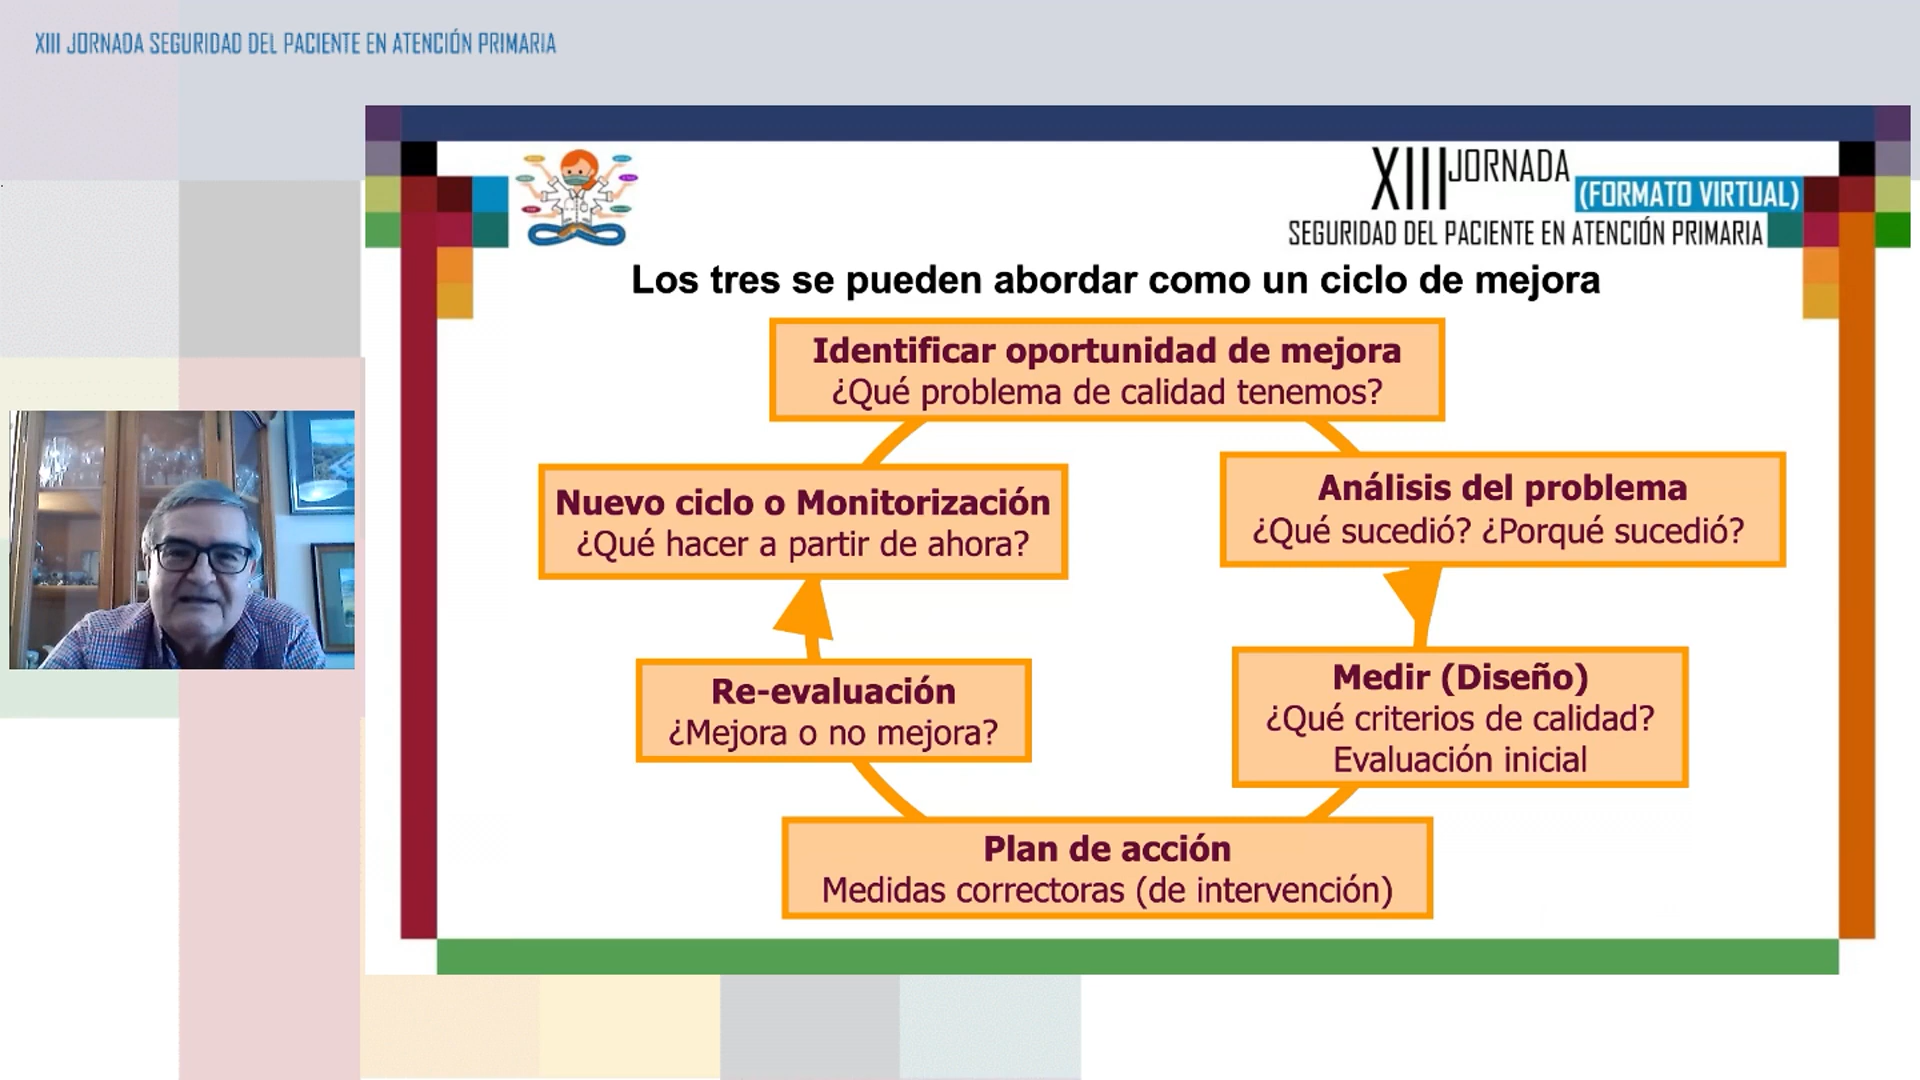 XIII JORNADA SEGURIDAD DEL PACIENTE EN ATENCIÓN PRIMARIA
XIII JORNADA
(FORMATO VIRTUAL)
SEGURIDAD DEL PACIENTE EN ATENCIÓN PRIMARIA
Los tres se pueden abordar como un ciclo de mejora
Identificar oportunidad de mejora
¿Qué problema de calidad tenemos?
Análisis del problema
¿Qué sucedió? ¿Porqué sucedió?
Medir (Diseño)
¿Qué criterios de calidad?
Evaluación inicial
Plan de acción
Medidas correctoras (de intervención)
Re-evaluación
¿Mejora o no mejora?
Nuevo ciclo o Monitorización
¿Qué hacer a partir de ahora?